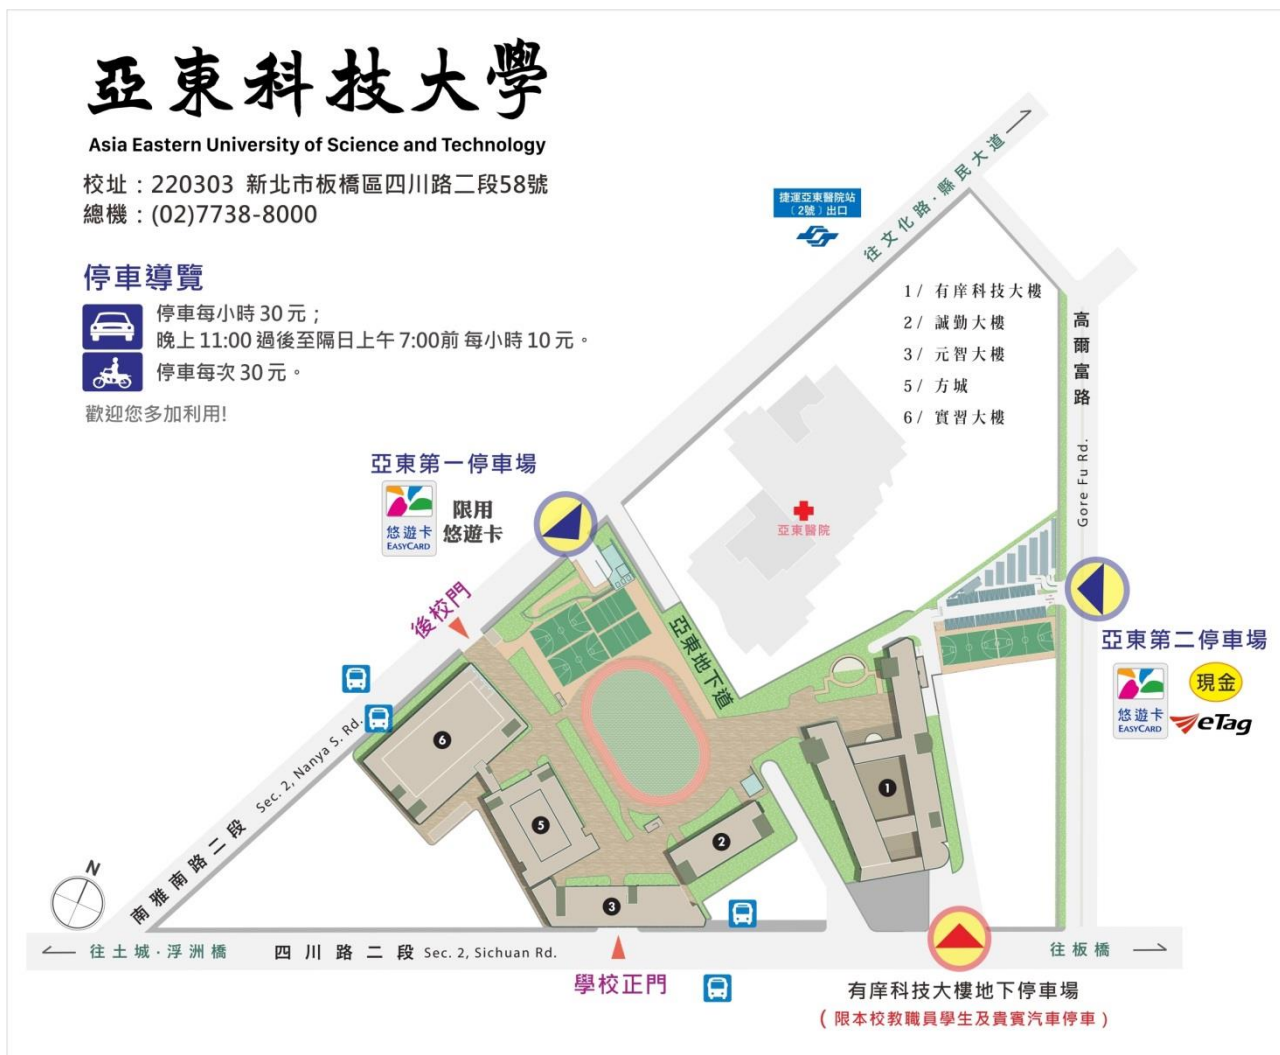 亞東科技大學
Asia Eastern University of Science and Technology
校址：220303 新北市板橋區四川路二段58號
總機：(02)7738-8000
停車導覽
停車每小時 30 元；
晚上 11:00 過後至隔日上午 7:00前 每小時 10 元。
停車每次 30 元。
歡迎您多加利用!
捷運亞東醫院站
（2號）出口
往文化路·縣民大道
1/ 有庠科技大樓
2/ 誠勤大樓
3/ 元智大樓
5/ 方城
6/ 實習大樓
高爾富路
Gore Fu Rd.
亞東第一停車場
悠遊卡
EASYCARD
限用
悠遊卡
亞東醫院
後校門
亞東地下道
亞東第二停車場
悠遊卡
EASYCARD
現金
eTag
6
5
3
2
1
南雅南路二段 Sec. 2, Nanya S. Rd.
N
往土城·浮洲橋
四川路二段 Sec. 2, Sichuan Rd.
往板橋
學校正門
有庠科技大樓地下停車場
（限本校教職員學生及貴賓汽車停車）